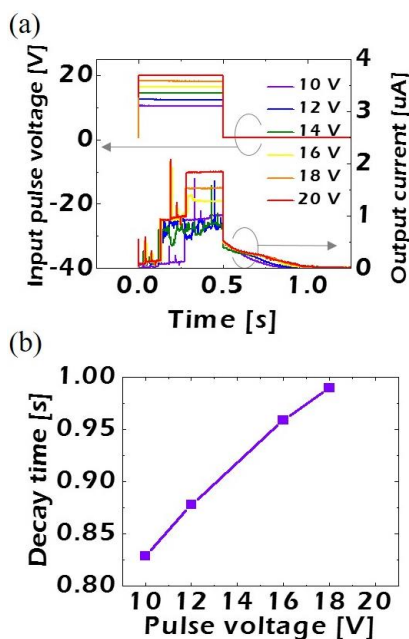 (a)
Input pulse voltage [V]
20
0
-20
-40
10 V
12 V
14 V
16 V
18 V
20 V
4
3
2
1
0
Output current [uA]
0.0 0.5 1.0
Time [s]
(b)
Decay time [s]
1.00
0.95
0.90
0.85
0.80
10 12 14 16 18 20
Pulse voltage [V]